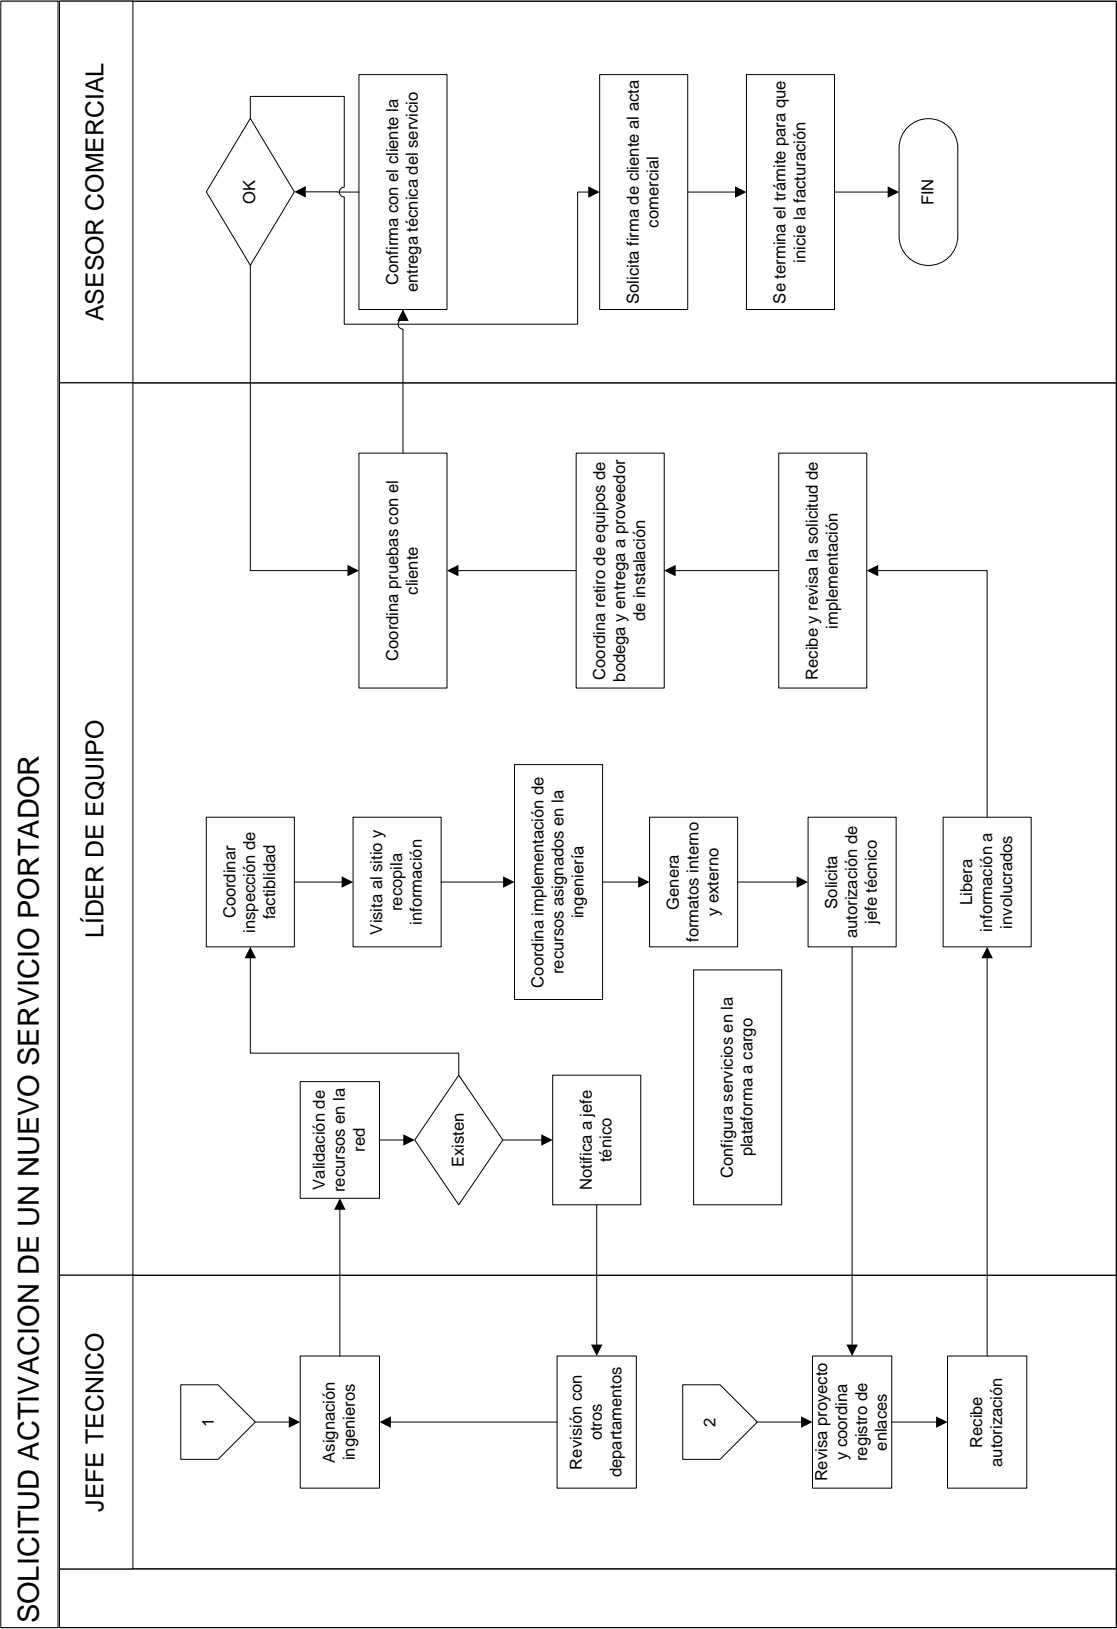 SOLICITUD ACTIVACION DE UN NUEVO SERVICIO PORTADOR
JEFE TECNICO
LÍDER DE EQUIPO
ASESOR COMERCIAL
1
Asignación
ingenieros
Revisión con
otros
departamentos
2
Revisa proyecto
y coordina
registro de
enlaces
Recibe
autorización
Validación de
recursos en la
red
Existen
Notifica a jefe
ténico
Configura servicios en la
plataforma a cargo
Coordinar
inspección de
factiblidad
Visita al sitio y
recopila
información
Coordina implementación de
recursos asignados en la
ingeniería
Genera
formatos interno
y externo
Solicita
autorización de
jefe técnico
Libera
información a
involucrados
Coordina pruebas con el
cliente
Coordina retiro de equipos de
bodega y entrega a proveedor
de instalación
Recibe y revisa la solicitud de
implementación
OK
Confirma con el cliente la
entrega técnica del servicio
Solicita firma de cliente al acta
comercial
Se termina el trámite para que
inicie la facturación
FIN